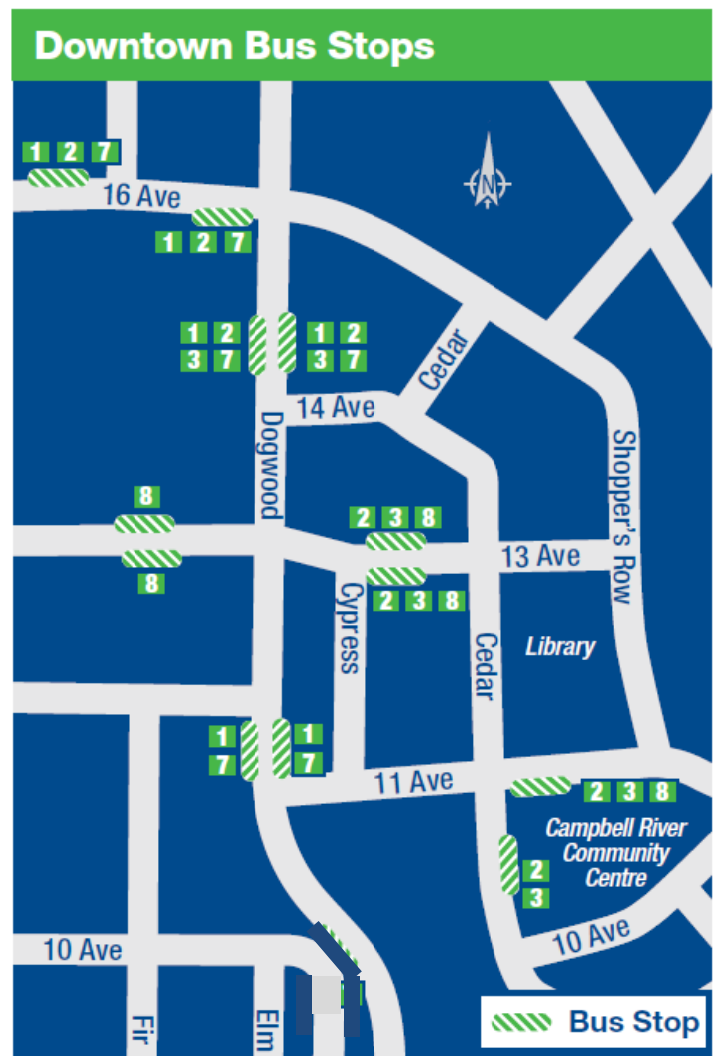 Downtown Bus Stops
1 2 7
16 Ave
1 2 7
N
1 2
3 7
1 2
3 7
Cedar
14 Ave
Dogwood
Shopper's Row
8
2 3 8
13 Ave
8
2 3 8
Cypress
Cedar
Library
1
7
1
7
11 Ave
2 3 8
Campbell River
Community
Centre
2
3
10 Ave
10 Ave
Fir
Elm
Bus Stop